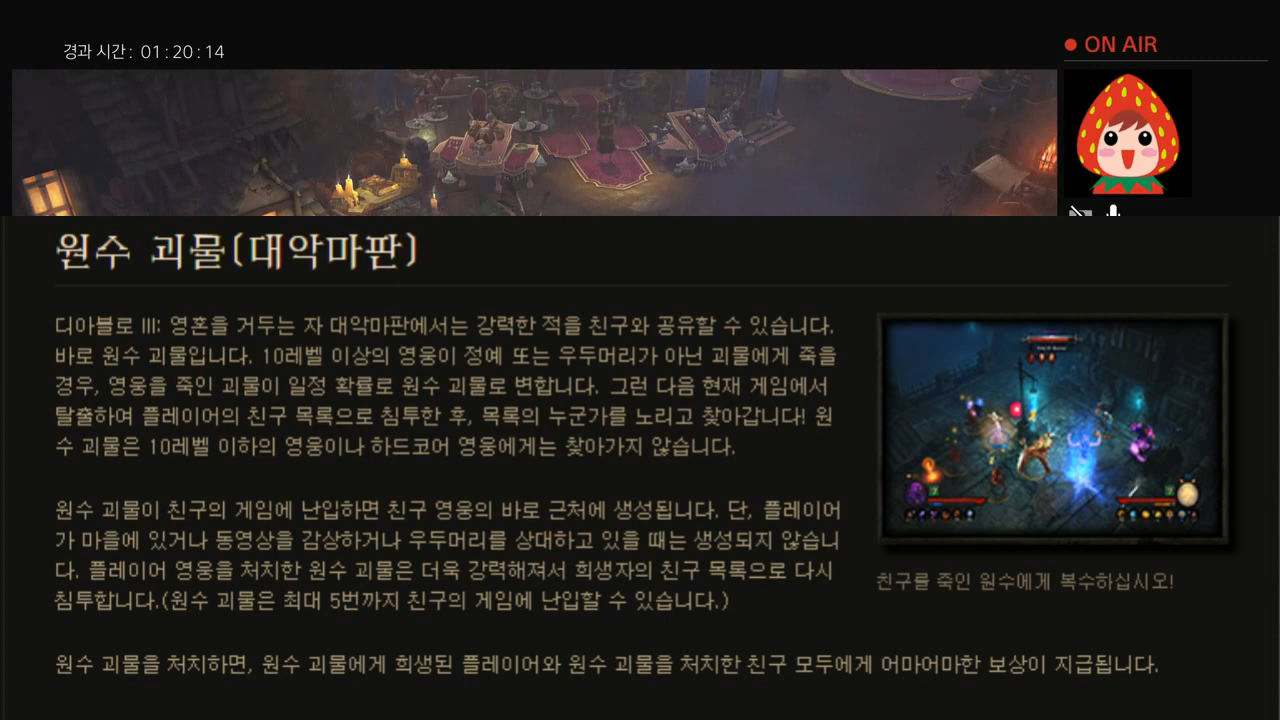 경과 시간 : 01 : 20 : 14
ON AIR
원수 괴물(대악마판)
디아블로 III: 영혼을 거두는 자 대악마판에서는 강력한 적을 친구와 공유할 수 있습니다.
바로 원수 괴물입니다. 10레벨 이상의 영웅이 정예 또는 우두머리가 아닌 괴물에게 죽을
경우, 영웅을 죽인 괴물이 일정 확률로 원수 괴물로 변합니다. 그런 다음 현재 게임에서
탈출하여 플레이어의 친구 목록으로 침투한 후, 목록의 누군가를 노리고 찾아갑니다! 원
수 괴물은 10레벨 이하의 영웅이나 하드코어 영웅에게는 찾아가지 않습니다.
원수 괴물이 친구의 게임에 난입하면 친구 영웅의 바로 근처에 생성됩니다. 단, 플레이어
가 마을에 있거나 동영상을 감상하거나 우두머리를 상대하고 있을 때는 생성되지 않습니
다. 플레이어 영웅을 처치한 원수 괴물은 더욱 강력해져서 희생자의 친구 목록으로 다시
침투합니다.(원수 괴물은 최대 5번까지 친구의 게임에 난입할 수 있습니다.)
친구를 죽인 원수에게 복수하십시오!
원수 괴물을 처치하면, 원수 괴물에게 희생된 플레이어와 원수 괴물을 처치한 친구 모두에게 어마어마한 보상이 지급됩니다.